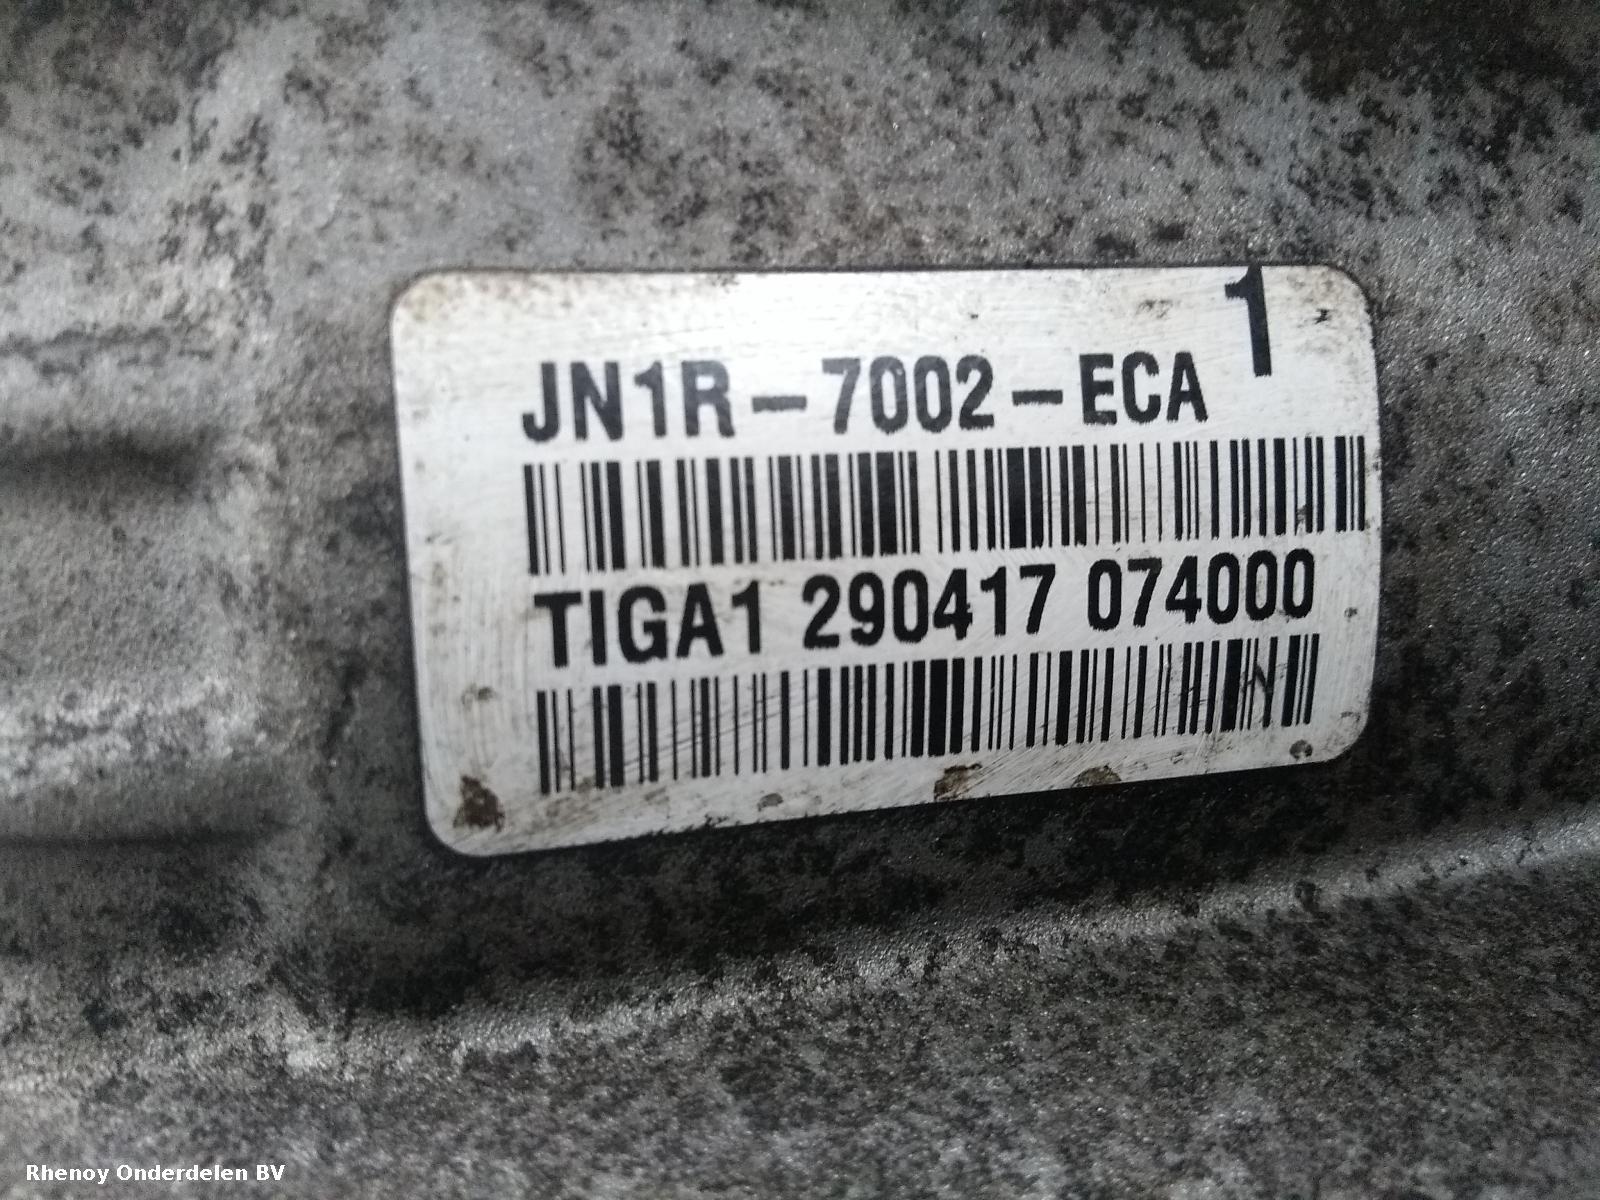 1
JN1R-7002-ECA
TIGA1 290417 074000
Rhenoy Onderdelen BV